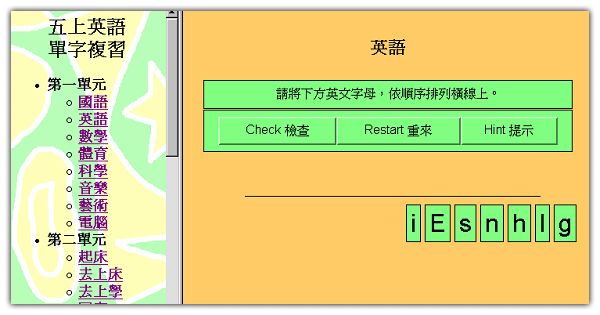 五上英語
單字複習
第一單元
國語
英語
數學
體育
科學
音樂
藝術
電腦
第二單元
起床
去上床
去上學
英語
請將下方英文字母，依順序排列橫線上。
Check 檢查 Restart 重來 Hint 提示
i E s n h l g